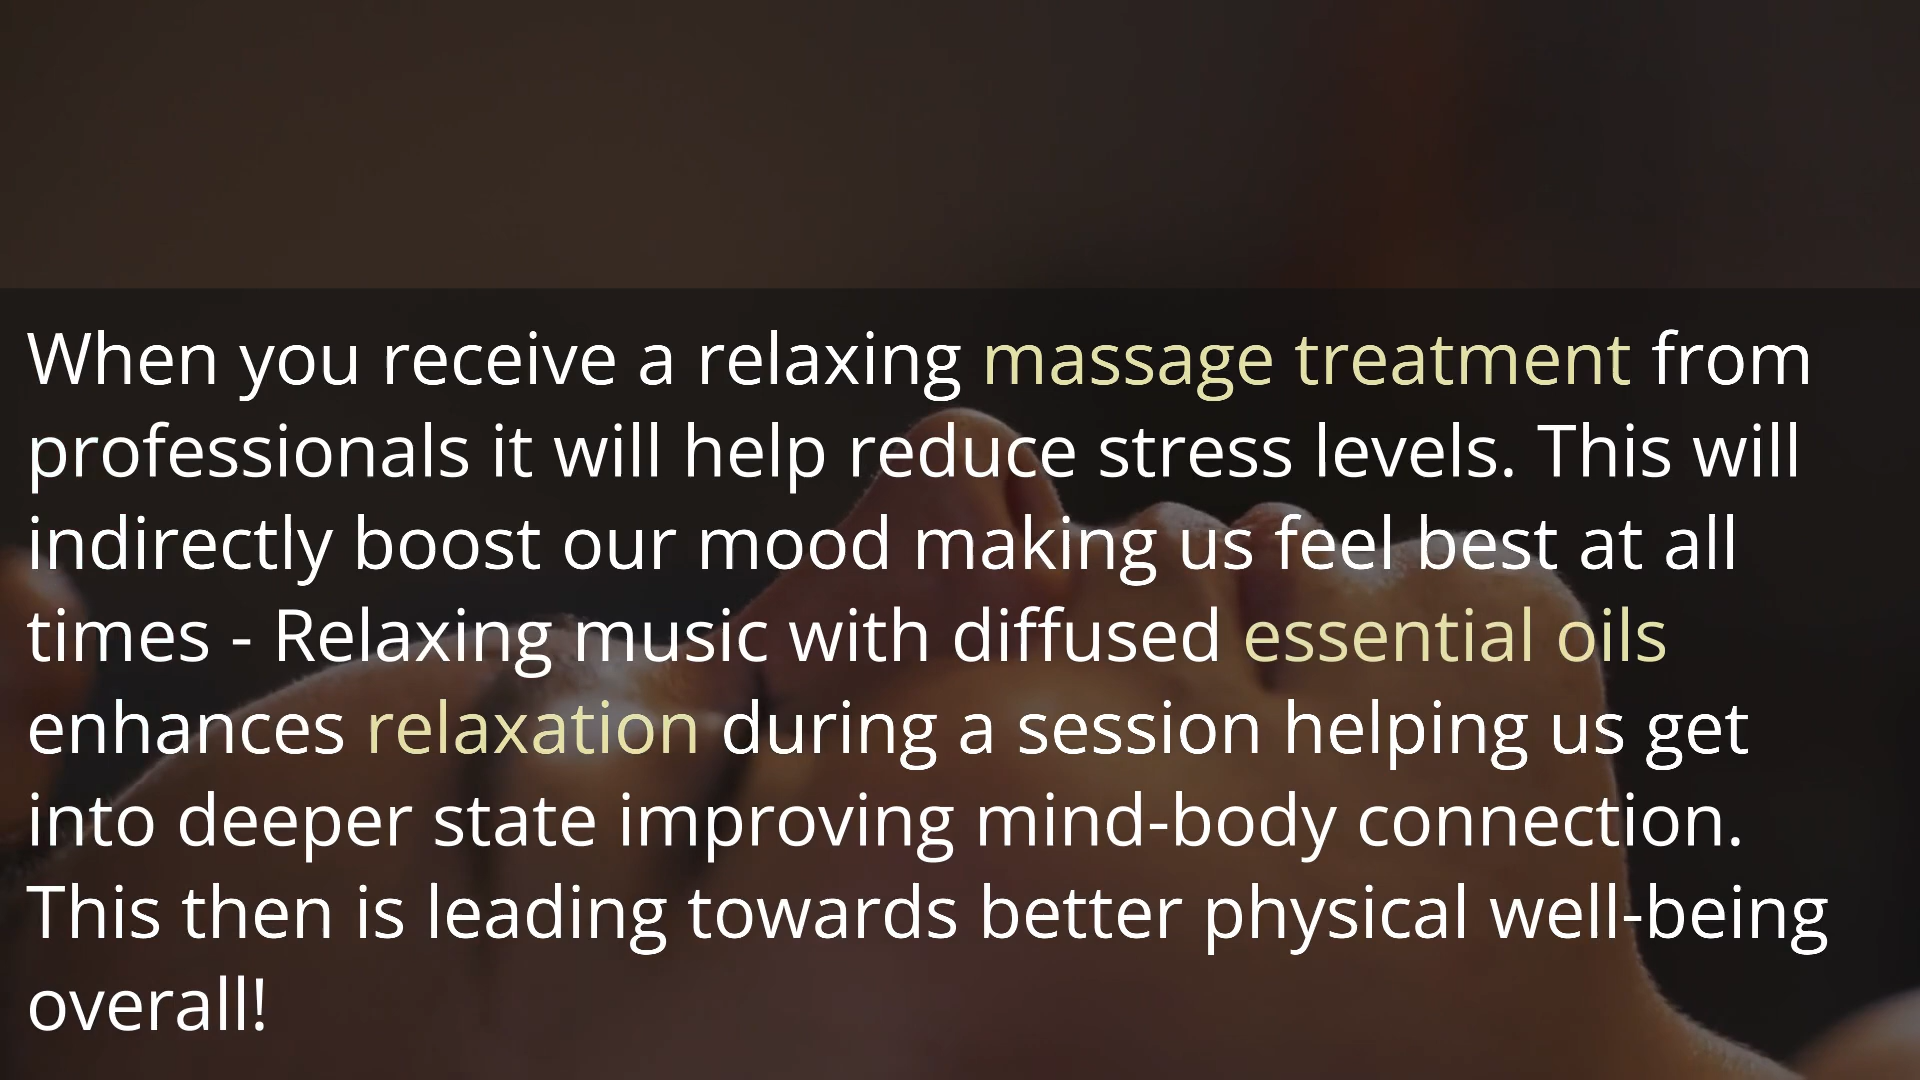 When you receive a relaxing massage treatment from
professionals it will help reduce stress levels. This will
indirectly boost our mood making us feel best at all
times - Relaxing music with diffused essential oils
enhances relaxation during a session helping us get
into deeper state improving mind-body connection.
This then is leading towards better physical well-being
overall!